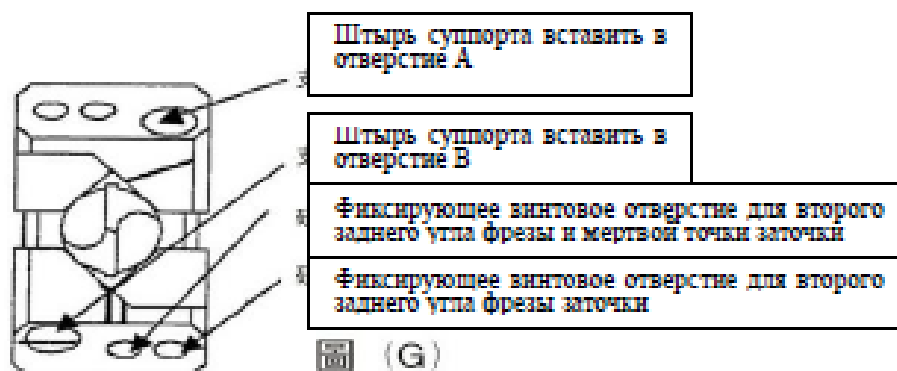 Штырь суппорта вставить в
отверстие A
Штырь суппорта вставить в
отверстие B
Фиксирующее винтовое отверстие для второго
заднего угла фрезы и мертвой точки заточки
Фиксирующее винтовое отверстие для второго
заднего угла фрезы заточки
圖 (G)